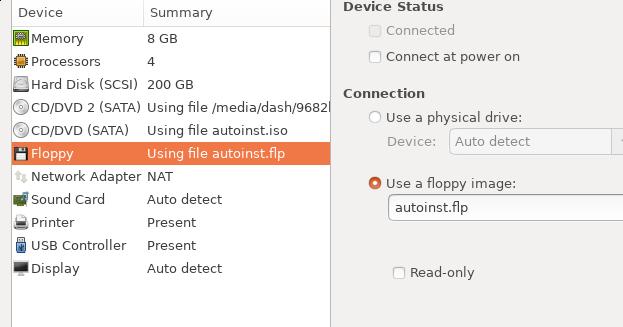 Device Summary
Memory 8 GB
Processors 4
Hard Disk (SCSI) 200 GB
CD/DVD 2 (SATA) Using file /media/dash/9682
CD/DVD (SATA) Using file autoinst.iso
Floppy Using file autoinst.flp
Network Adapter NAT
Sound Card Auto detect
Printer Present
USB Controller Present
Display Auto detect
Device Status
Connected
Connect at power on
Connection
Use a physical drive:
Device: Auto detect
Use a floppy image:
autoinst.flp
Read-only